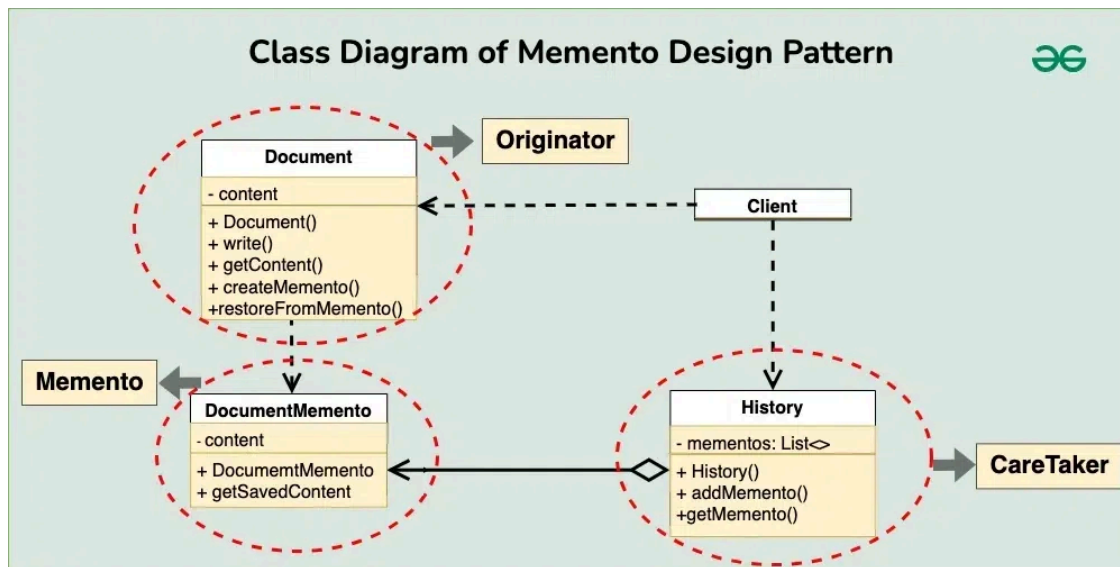 Class Diagram of Memento Design Pattern
Originator
Document
- content
+ Document()
+ write()
+ getContent()
+ createMemento()
+restoreFromMemento()
Client
Memento
DocumentMemento
- content
+ DocumemtMemento
+ getSavedContent
History
- mementos: List<>
+ History()
+ addMemento()
+getMemento()
CareTaker